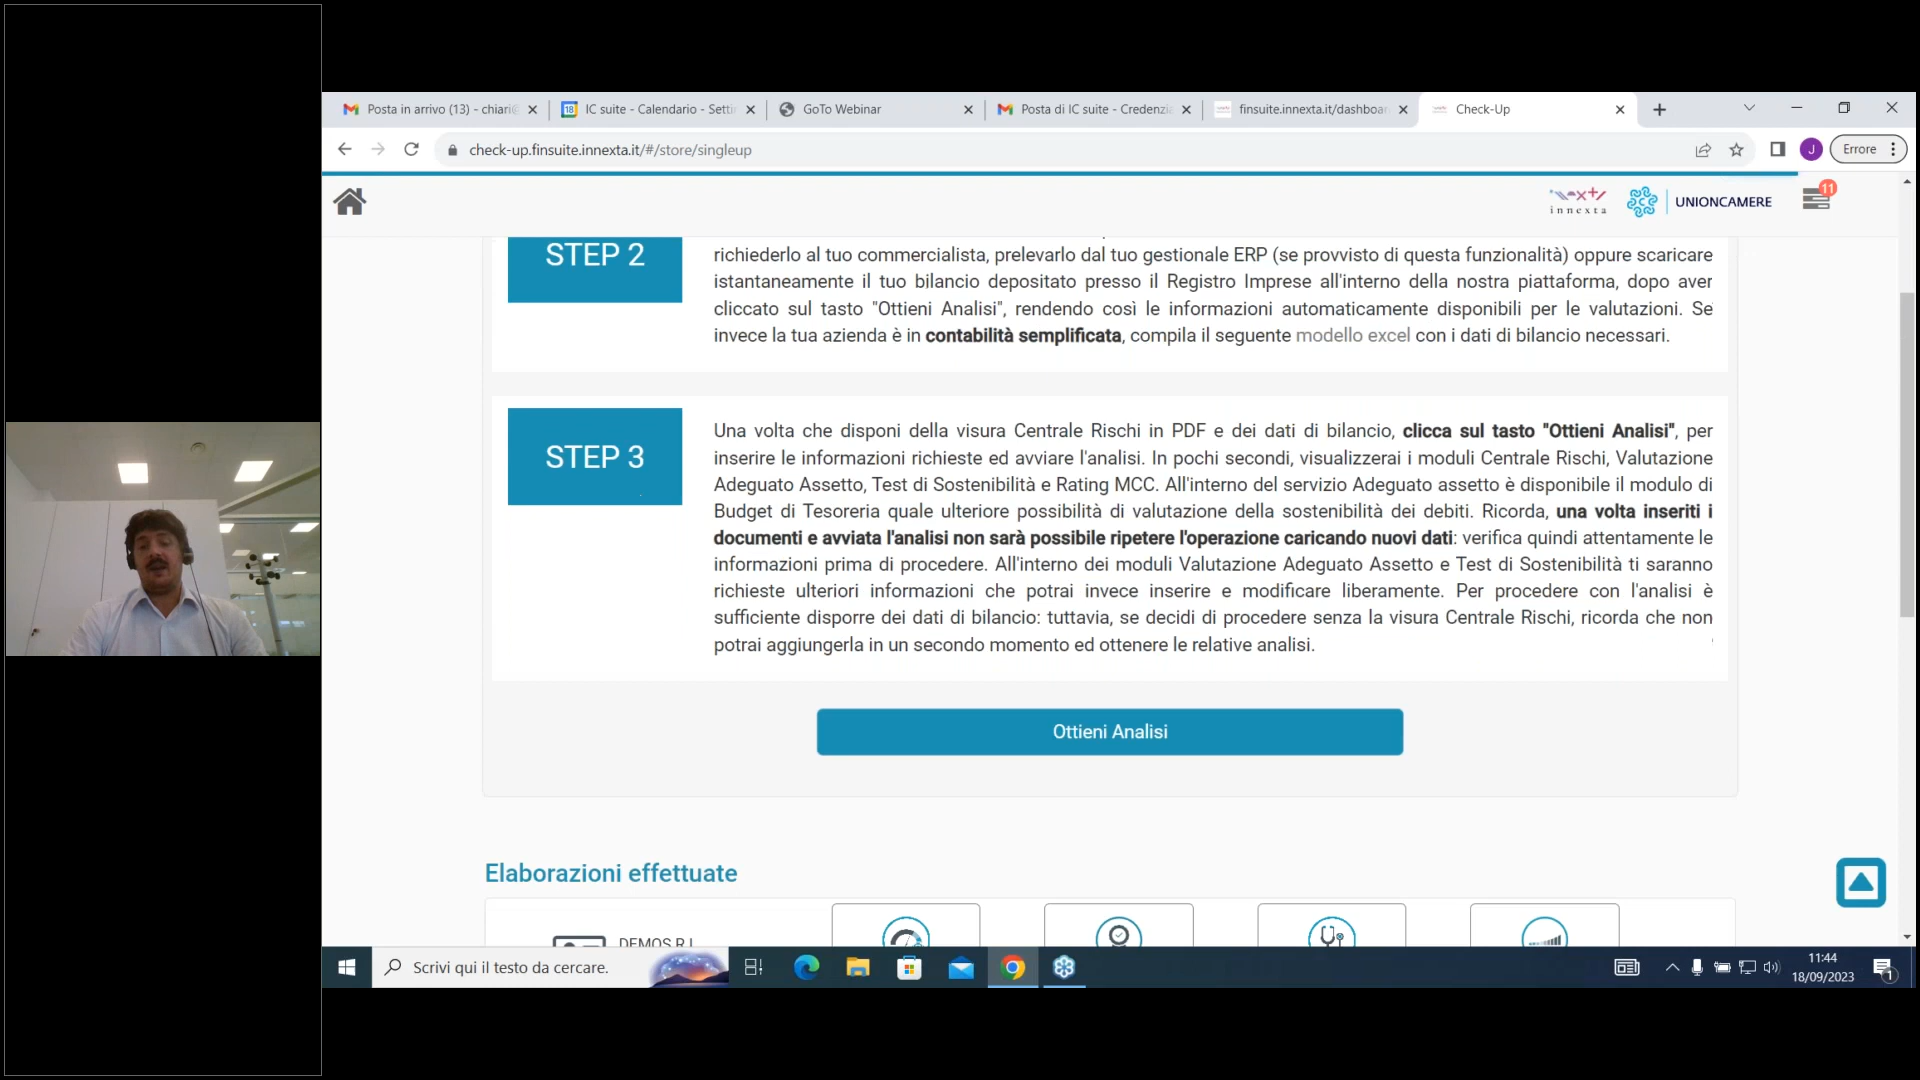 Posta in arrivo (13) - chiari@
IC suite - Calendario - Setti
GoTo Webinar
Posta di IC suite - Credenzi
finsuite.innexta.it/dashboa
Check-Up
check-up.finsuite.innexta.it/#/store/singleup
J
Errore
innexta
UNIONCAMERE
11
STEP 2
richiederlo al tuo commercialista, prelevarlo dal tuo gestionale ERP (se provvisto di questa funzionalità) oppure scaricare
istantaneamente il tuo bilancio depositato presso il Registro Imprese all'interno della nostra piattaforma, dopo aver
cliccato sul tasto "Ottieni Analisi", rendendo così le informazioni automaticamente disponibili per le valutazioni. Se
invece la tua azienda è in contabilità semplificata, compila il seguente modello excel con i dati di bilancio necessari.
STEP 3
Una volta che disponi della visura Centrale Rischi in PDF e dei dati di bilancio, clicca sul tasto "Ottieni Analisi", per
inserire le informazioni richieste ed avviare l'analisi. In pochi secondi, visualizzerai i moduli Centrale Rischi, Valutazione
Adeguato Assetto, Test di Sostenibilità e Rating MCC. All'interno del servizio Adeguato assetto è disponibile il modulo di
Budget di Tesoreria quale ulteriore possibilità di valutazione della sostenibilità dei debiti. Ricorda, una volta inseriti i
documenti e avviata l'analisi non sarà possibile ripetere l'operazione caricando nuovi dati: verifica quindi attentamente le
informazioni prima di procedere. All'interno dei moduli Valutazione Adeguato Assetto e Test di Sostenibilità ti saranno
richieste ulteriori informazioni che potrai invece inserire e modificare liberamente. Per procedere con l'analisi è
sufficiente disporre dei dati di bilancio: tuttavia, se decidi di procedere senza la visura Centrale Rischi, ricorda che non
potrai aggiungerla in un secondo momento ed ottenere le relative analisi.
Ottieni Analisi
Elaborazioni effettuate
DEMO S.R.L.
Scrivi qui il testo da cercare.
11:44
18/09/2023
1